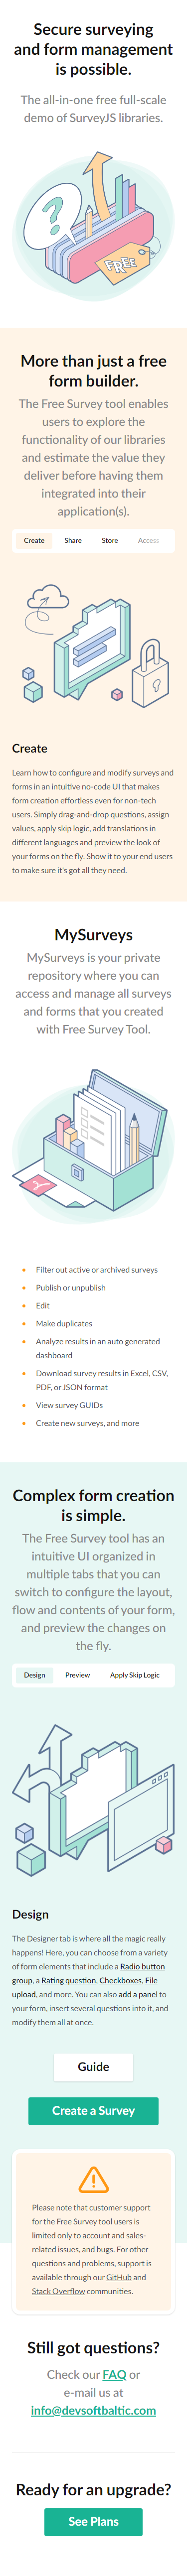 Secure surveying
and form management
is possible.
The all-in-one free full-scale
demo of SurveyJS libraries.
?
FREE
More than just a free
form builder.
The Free Survey tool enables
users to explore the
functionality of our libraries
and estimate the value they
deliver before having them
integrated into their
application(s).
Create Share Store Access
Create
Learn how to configure and modify surveys and
forms in an intuitive no-code UI that makes
form creation effortless even for non-tech
users. Simply drag-and-drop questions, assign
values, apply skip logic, add translations in
different languages and preview the look of
your forms on the fly. Show it to your end users
to make sure it's got all they need.
MySurveys
MySurveys is your private
repository where you can
access and manage all surveys
and forms that you created
with Free Survey Tool.
Filter out active or archived surveys
Publish or unpublish
Edit
Make duplicates
Analyze results in an auto generated
dashboard
Download survey results in Excel, CSV,
PDF, or JSON format
View survey GUIDs
Create new surveys, and more
Complex form creation
is simple.
The Free Survey tool has an
intuitive UI organized in
multiple tabs that you can
switch to configure the layout,
flow and contents of your form,
and preview the changes on
the fly.
Design Preview Apply Skip Logic
Design
The Designer tab is where all the magic really
happens! Here, you can choose from a variety
of form elements that include a Radio button
group, a Rating question, Checkboxes, File
upload, and more. You can also add a panel to
your form, insert several questions into it, and
modify them all at once.
Guide
Create a Survey
Please note that customer support
for the Free Survey tool users is
limited only to account and sales-
related issues, and bugs. For other
questions and problems, support is
available through our GitHub and
Stack Overflow communities.
Still got questions?
Check our FAQ or
e-mail us at
info@devsoftbaltic.com
Ready for an upgrade?
See Plans